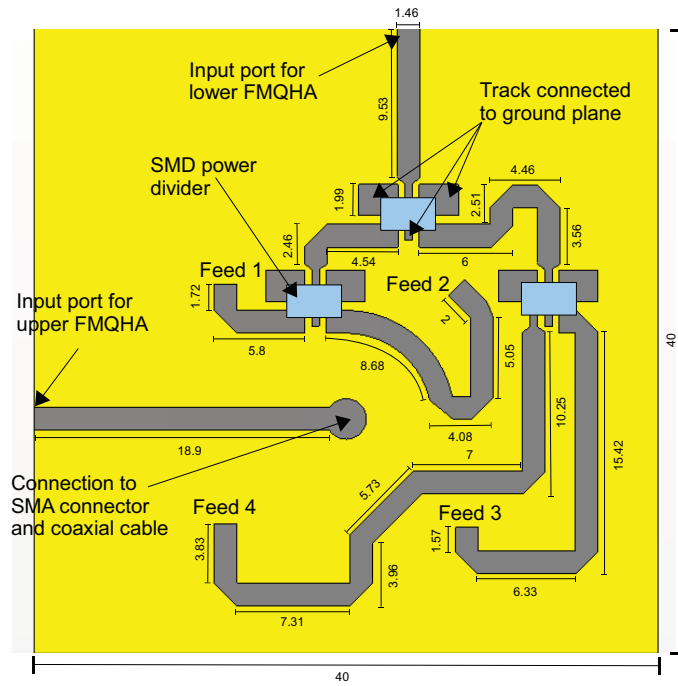 1.46
Input port for
lower FMQHA
9.53
Track connected
to ground plane
SMD power
divider
1.99
4.46
2.51
3.56
2.46
4.54
6
Feed 1
Feed 2
1.72
2
Input port for
upper FMQHA
5.8
8.68
5.05
40
4.08
10.25
15.42
18.9
7
Connection to
SMA connector
and coaxial cable
5.73
Feed 4
Feed 3
3.83
1.57
3.96
6.33
7.31
40